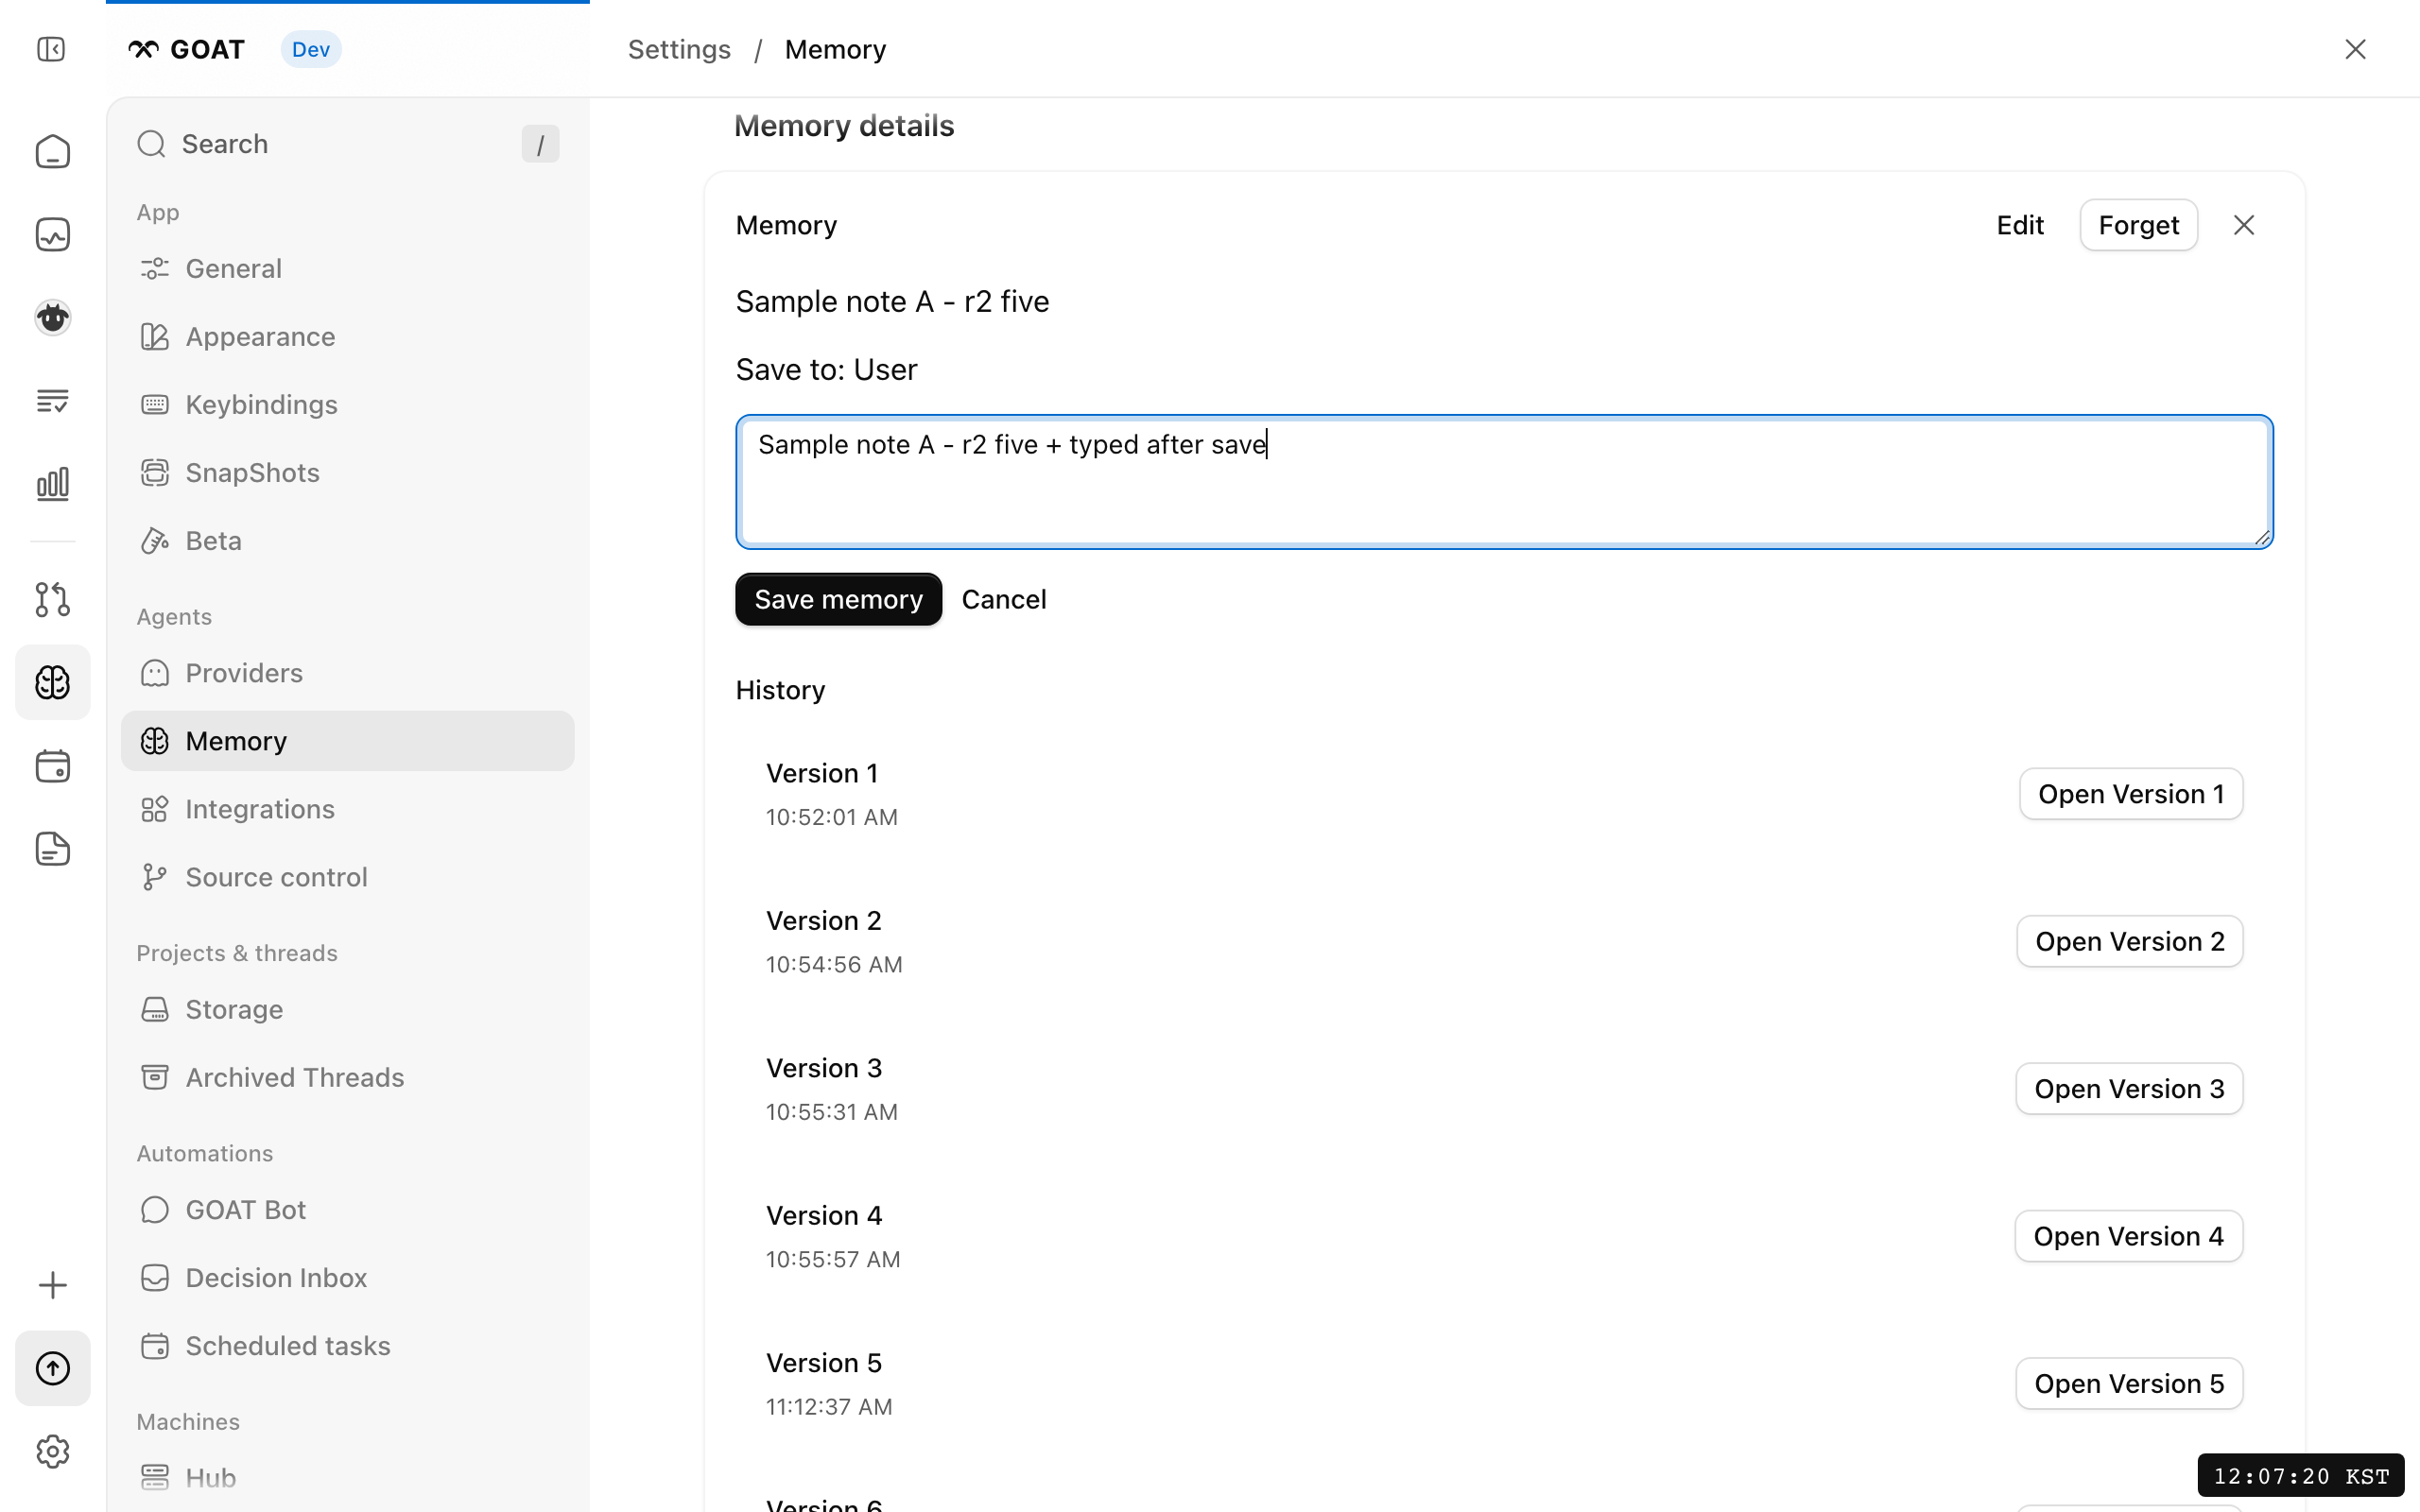 GOAT Dev
Settings / Memory
Search /
App
General
Appearance
Keybindings
SnapShots
Beta
Agents
Providers
Memory
Integrations
Source control
Projects & threads
Storage
Archived Threads
Automations
GOAT Bot
Decision Inbox
Scheduled tasks
Machines
Hub
Memory details
Memory
Edit
Forget
Sample note A - r2 five
Save to: User
Sample note A - r2 five + typed after save
Save memory
Cancel
History
Version 1
10:52:01 AM
Open Version 1
Version 2
10:54:56 AM
Open Version 2
Version 3
10:55:31 AM
Open Version 3
Version 4
10:55:57 AM
Open Version 4
Version 5
11:12:37 AM
Open Version 5
Version 6
12:07:20 KST